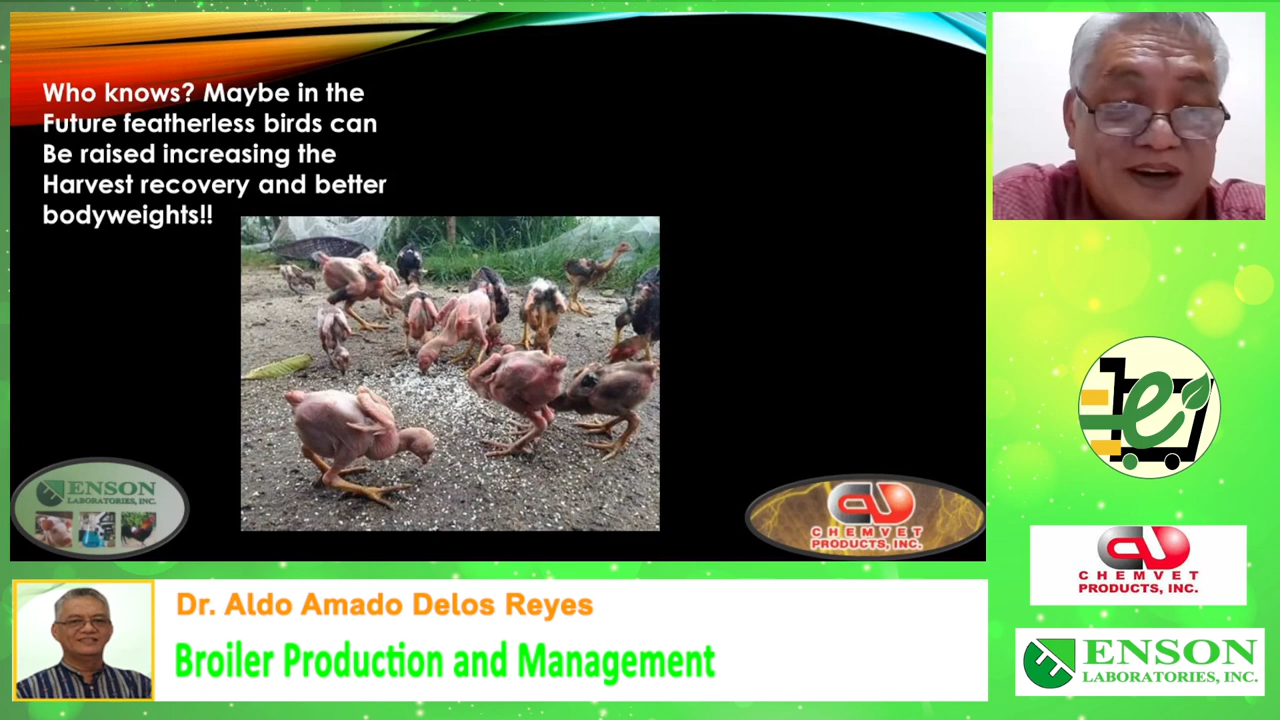 Who knows? Maybe in the
Future featherless birds can
Be raised increasing the
Harvest recovery and better
bodyweights!!
ENSON
LABORATORIES, INC.
CHEMVET
PRODUCTS, INC.
e
CHEMVET
PRODUCTS, INC.
ENSON
LABORATORIES, INC.
Dr. Aldo Amado Delos Reyes
Broiler Production and Management